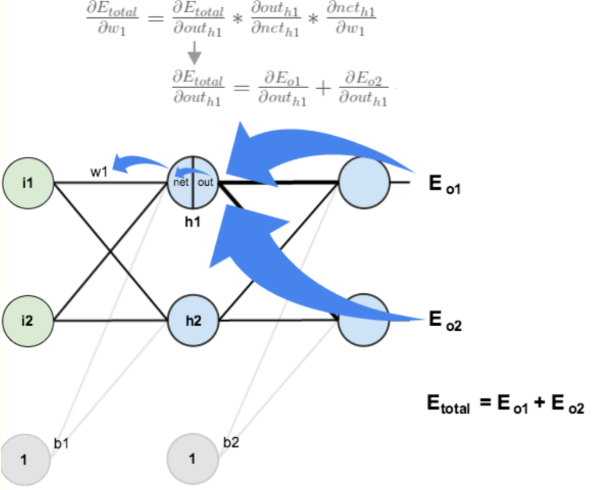 ∂E_total/∂w_1 = ∂E_total/∂out_h1 * ∂out_h1/∂net_h1 * ∂net_h1/∂w_1
∂E_total/∂out_h1 = ∂E_o1/∂out_h1 + ∂E_o2/∂out_h1
w1
i1
net out
E o1
h1
i2
h2
E o2
E total = E o1 + E o2
b1
b2
1
1